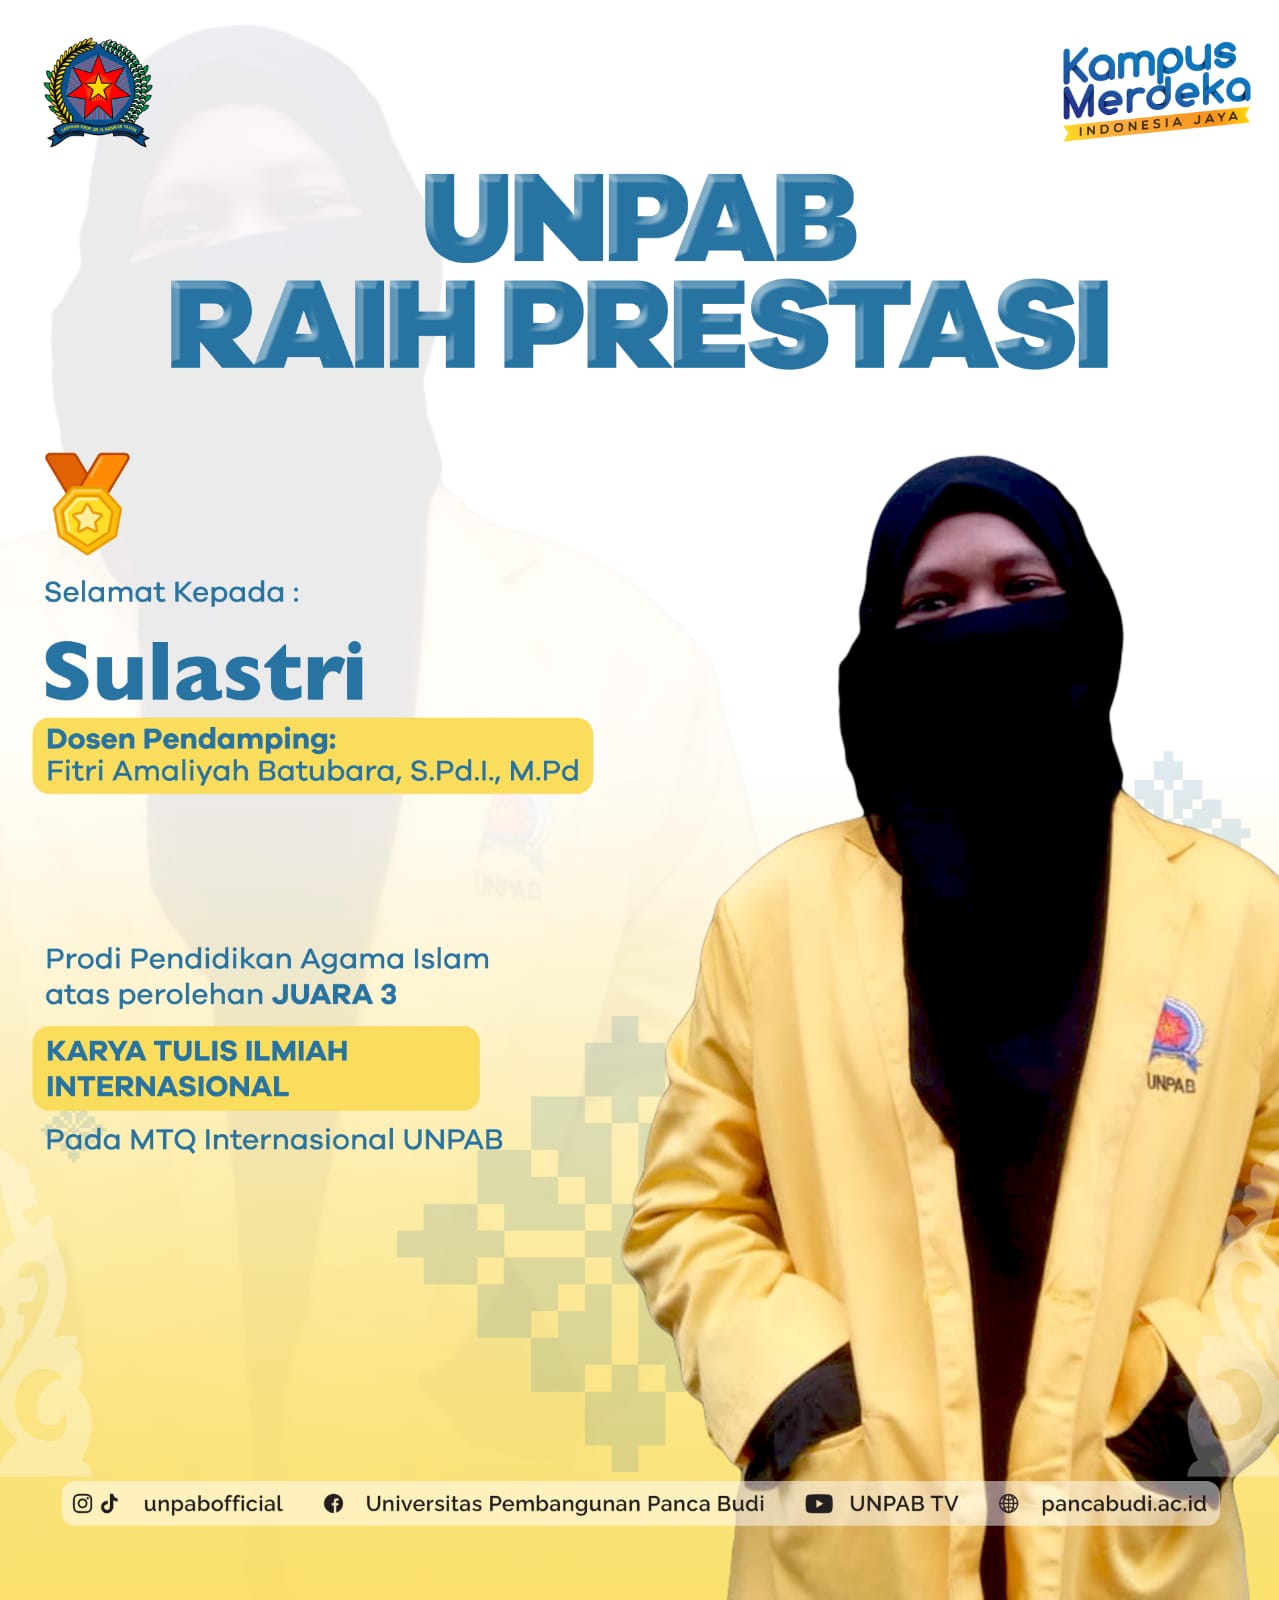 Kampus
Merdeka
INDONESIA JAYA
UNPAB
RAIH PRESTASI
Selamat Kepada :
Sulastri
Dosen Pendamping:
Fitri Amaliyah Batubara, S.Pd.I., M.Pd
Prodi Pendidikan Agama Islam
atas perolehan JUARA 3
KARYA TULIS ILMIAH
INTERNASIONAL
Pada MTQ Internasional UNPAB
UNPAB
UNPAB
unpabofficial
Universitas Pembangunan Panca Budi
UNPAB TV
pancabudi.ac.id